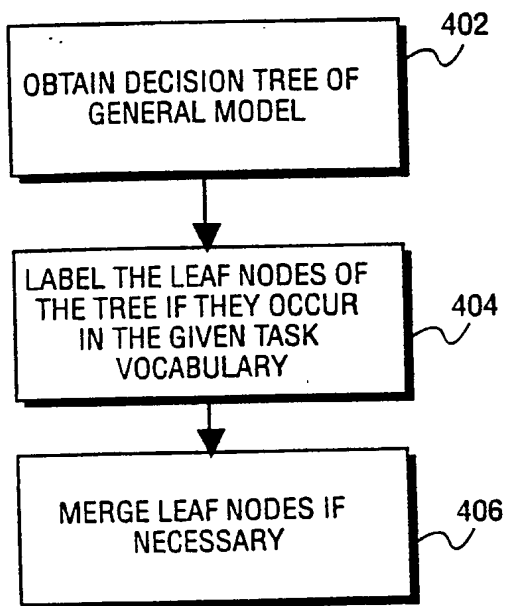 402
OBTAIN DECISION TREE OF
GENERAL MODEL
LABEL THE LEAF NODES OF
THE TREE IF THEY OCCUR
IN THE GIVEN TASK
VOCABULARY
404
MERGE LEAF NODES IF
NECESSARY
406